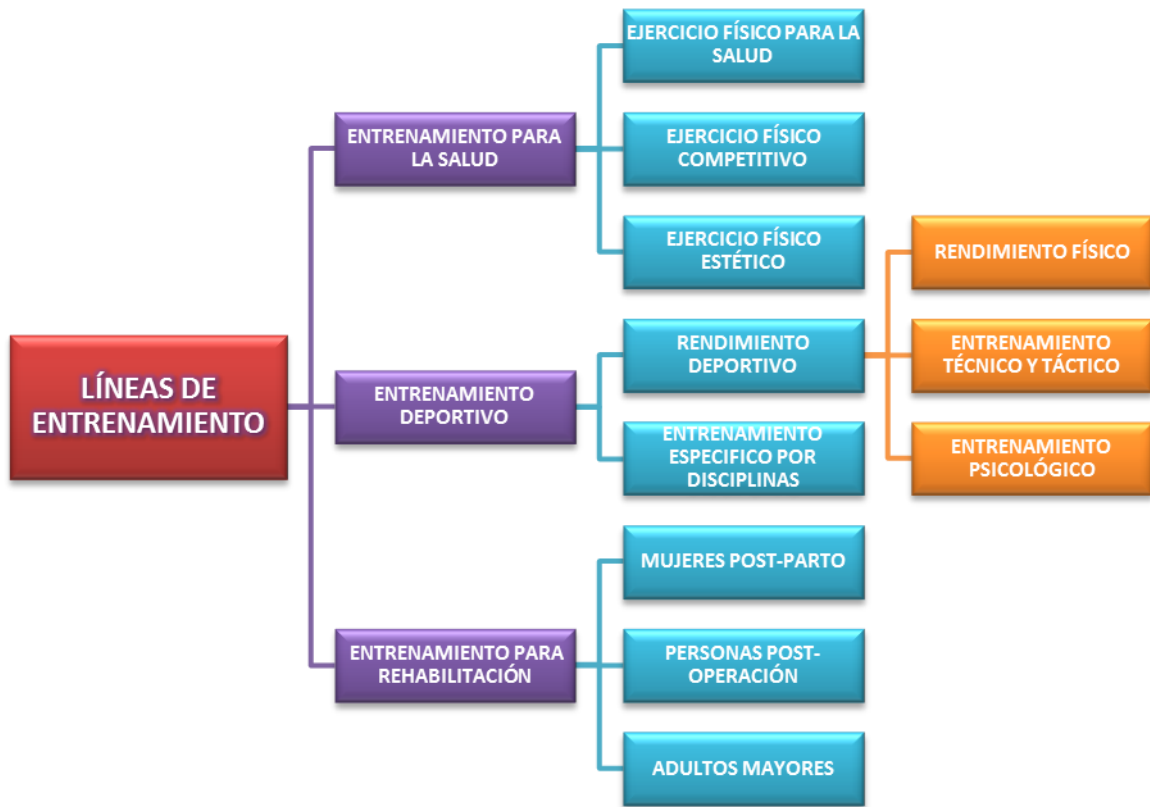 LÍNEAS DE
ENTRENAMIENTO
ENTRENAMIENTO PARA
LA SALUD
EJERCICIO FÍSICO PARA LA
SALUD
EJERCICIO FÍSICO
COMPETITIVO
EJERCICIO FÍSICO
ESTÉTICO
ENTRENAMIENTO
DEPORTIVO
RENDIMIENTO
DEPORTIVO
RENDIMIENTO FÍSICO
ENTRENAMIENTO
TÉCNICO Y TÁCTICO
ENTRENAMIENTO
PSICOLÓGICO
ENTRENAMIENTO
ESPECIFICO POR
DISCIPLINAS
ENTRENAMIENTO PARA
REHABILITACIÓN
MUJERES POST-PARTO
PERSONAS POST-
OPERACIÓN
ADULTOS MAYORES